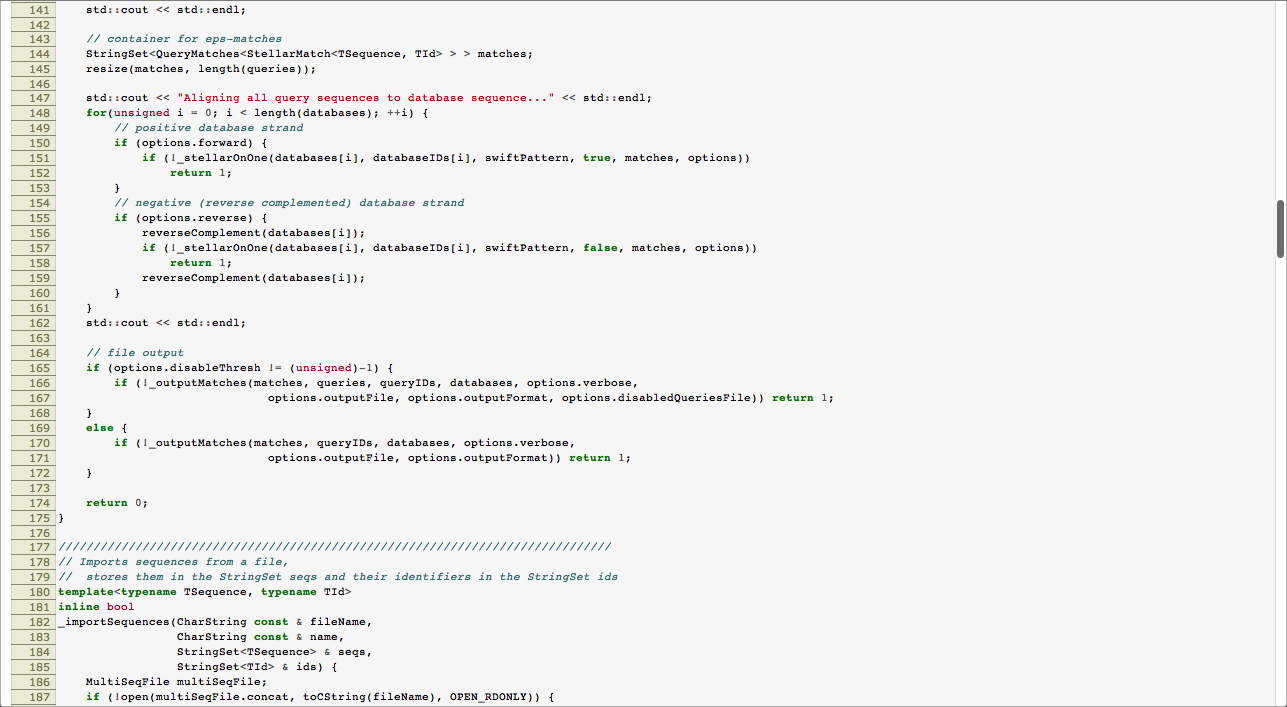 141 std::cout << std::endl;
142
143 // container for eps-matches
144 StringSet<QueryMatches<StellarMatch<TSequence, TId> > > matches;
145 resize(matches, length(queries));
146
147 std::cout << "Aligning all query sequences to database sequence..." << std::endl;
148 for(unsigned i = 0; i < length(databases); ++i) {
149 // positive database strand
150 if (options.forward) {
151 if (!_stellarOnOne(databases[i], databaseIDs[i], swiftPattern, true, matches, options))
152 return 1;
153 }
154 // negative (reverse complemented) database strand
155 if (options.reverse) {
156 reverseComplement(databases[i]);
157 if (!_stellarOnOne(databases[i], databaseIDs[i], swiftPattern, false, matches, options))
158 return 1;
159 reverseComplement(databases[i]);
160 }
161 }
162 std::cout << std::endl;
163
164 // file output
165 if (options.disableThresh != (unsigned)-1) {
166 if (!_outputMatches(matches, queries, queryIDs, databases, options.verbose,
167 options.outputFile, options.outputFormat, options.disabledQueriesFile)) return 1;
168 }
169 else {
170 if (!_outputMatches(matches, queryIDs, databases, options.verbose,
171 options.outputFile, options.outputFormat)) return 1;
172 }
173
174 return 0;
175 }
176
177 ///////////////////////////////////////////////////////////////////////////////
178 // Imports sequences from a file,
179 //  stores them in the StringSet seqs and their identifiers in the StringSet ids
180 template<typename TSequence, typename TId>
181 inline bool
182 _importSequences(CharString const & fileName,
183 CharString const & name,
184 StringSet<TSequence> & seqs,
185 StringSet<TId> & ids) {
186 MultiSeqFile multiSeqFile;
187 if (!open(multiSeqFile.concat, toCString(fileName), OPEN_RDONLY)) {